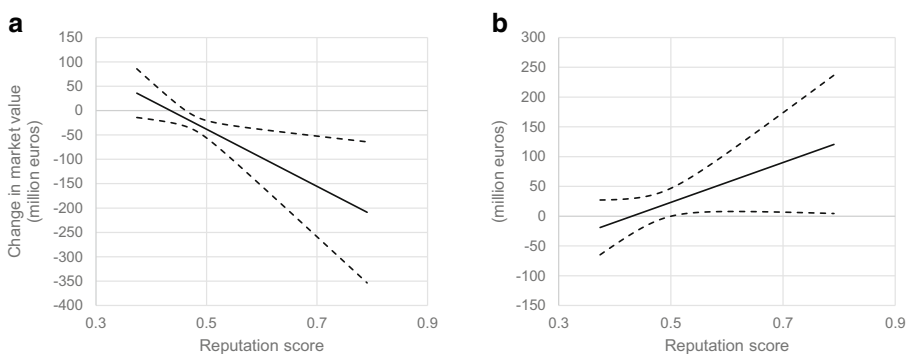 a
150
100
50
0
-50
-100
-150
-200
-250
-300
-350
-400
Change in market value
(million euros)
0.3 0.5 0.7 0.9
Reputation score
b
300
250
200
150
100
50
0
-50
-100
-150
(million euros)
0.3 0.5 0.7 0.9
Reputation score